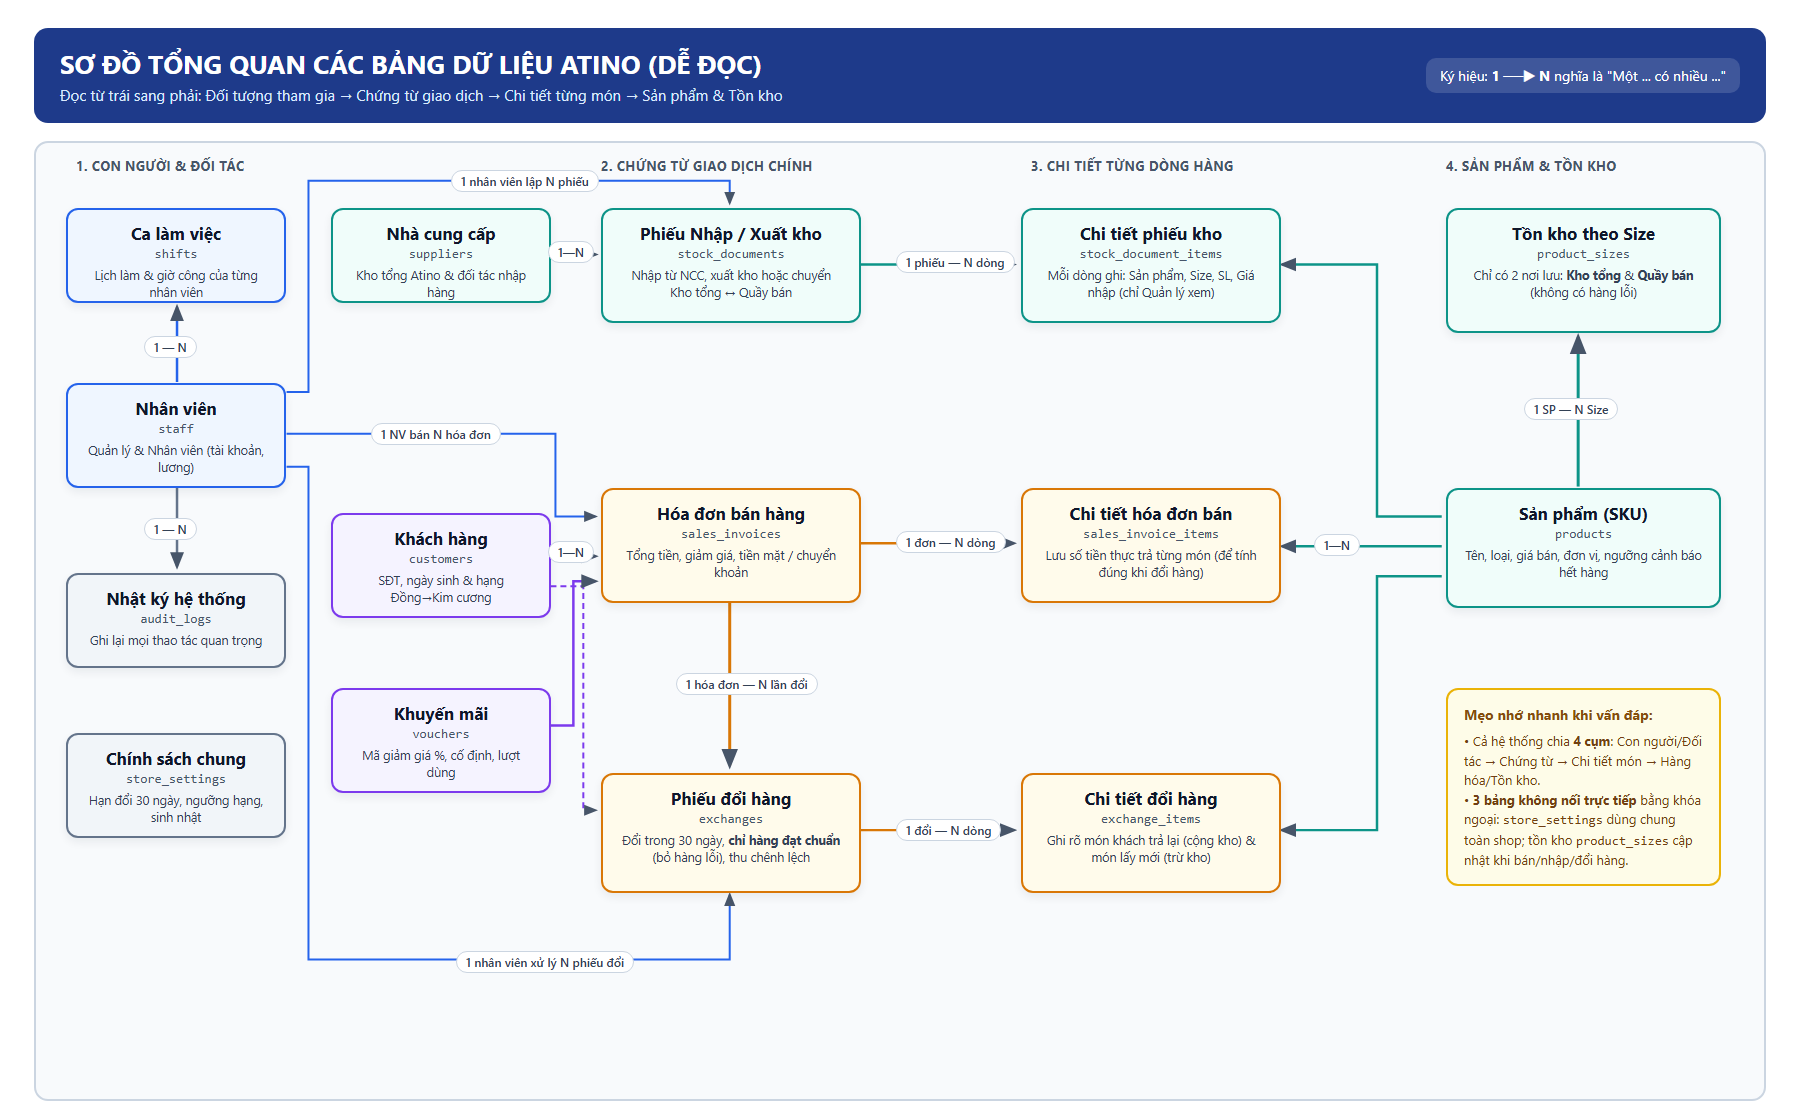 SƠ ĐỒ TỔNG QUAN CÁC BẢNG DỮ LIỆU ATINO (DỄ ĐỌC)
Đọc từ trái sang phải: Đối tượng tham gia → Chứng từ giao dịch → Chi tiết từng món → Sản phẩm & Tồn kho
Ký hiệu: 1 ──▶ N nghĩa là "Một ... có nhiều ..."
1. CON NGƯỜI & ĐỐI TÁC
2. CHỨNG TỪ GIAO DỊCH CHÍNH
3. CHI TIẾT TỪNG DÒNG HÀNG
4. SẢN PHẨM & TỒN KHO
1 nhân viên lập N phiếu
Ca làm việc
shifts
Lịch làm & giờ công của từng
nhân viên
Nhà cung cấp
suppliers
Kho tổng Atino & đối tác nhập
hàng
1—N
Phiếu Nhập / Xuất kho
stock_documents
Nhập từ NCC, xuất kho hoặc chuyển
Kho tổng ↔ Quầy bán
1 phiếu — N dòng
Chi tiết phiếu kho
stock_document_items
Mỗi dòng ghi: Sản phẩm, Size, SL, Giá
nhập (chỉ Quản lý xem)
Tồn kho theo Size
product_sizes
Chỉ có 2 nơi lưu: Kho tổng & Quầy bán
(không có hàng lỗi)
1 — N
Nhân viên
staff
Quản lý & Nhân viên (tài khoản,
lương)
1 NV bán N hóa đơn
1 SP — N Size
1 — N
Khách hàng
customers
SĐT, ngày sinh & hạng
Đồng→Kim cương
1—N
Hóa đơn bán hàng
sales_invoices
Tổng tiền, giảm giá, tiền mặt / chuyển
khoản
1 đơn — N dòng
Chi tiết hóa đơn bán
sales_invoice_items
Lưu số tiền thực trả từng món (để tính
đúng khi đổi hàng)
1—N
Sản phẩm (SKU)
products
Tên, loại, giá bán, đơn vị, ngưỡng cảnh báo
hết hàng
Nhật ký hệ thống
audit_logs
Ghi lại mọi thao tác quan trọng
1 hóa đơn — N lần đổi
Khuyến mãi
vouchers
Mã giảm giá %, cố định, lượt
dùng
Chính sách chung
store_settings
Hạn đổi 30 ngày, ngưỡng hạng,
sinh nhật
Phiếu đổi hàng
exchanges
Đổi trong 30 ngày, chỉ hàng đạt chuẩn
(bỏ hàng lỗi), thu chênh lệch
1 đổi — N dòng
Chi tiết đổi hàng
exchange_items
Ghi rõ món khách trả lại (cộng kho) &
món lấy mới (trừ kho)
Mẹo nhớ nhanh khi vấn đáp:
• Cả hệ thống chia 4 cụm: Con người/Đối
tác → Chứng từ → Chi tiết món → Hàng
hóa/Tồn kho.
• 3 bảng không nối trực tiếp bằng khóa
ngoại: store_settings dùng chung
toàn shop; tồn kho product_sizes cập
nhật khi bán/nhập/đổi hàng.
1 nhân viên xử lý N phiếu đổi